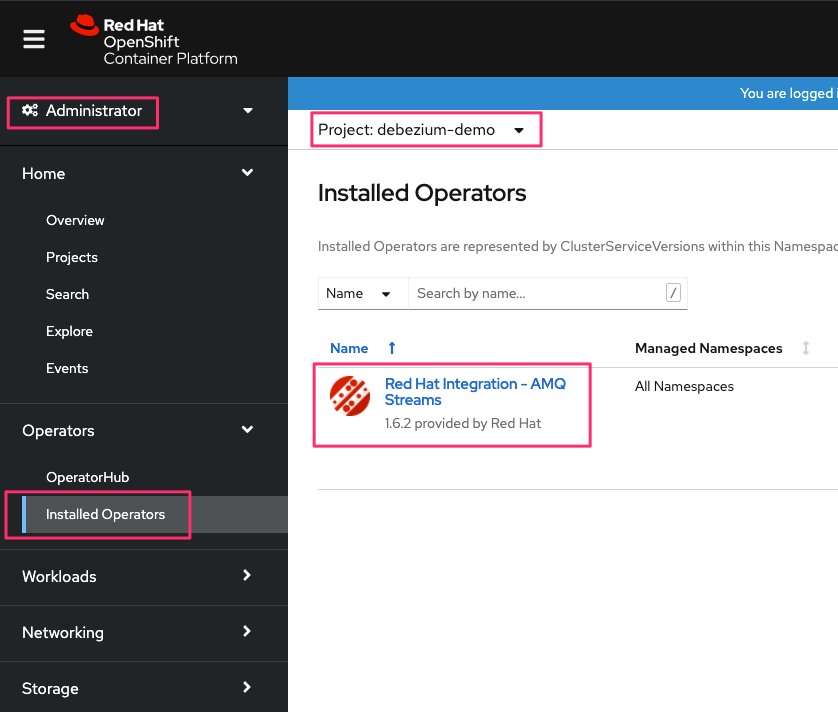 Red Hat
OpenShift
Container Platform
You are logged i
Administrator
Project: debezium-demo
Home
Overview
Projects
Search
Explore
Events
Operators
OperatorHub
Installed Operators
Workloads
Networking
Storage
Installed Operators
Installed Operators are represented by ClusterServiceVersions within this Namespac
Name
Search by name...
/
Name
Managed Namespaces
Red Hat Integration - AMQ
Streams
1.6.2 provided by Red Hat
All Namespaces